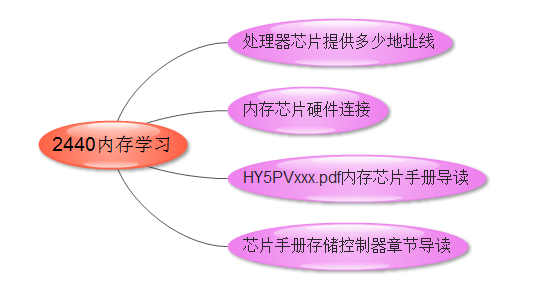 处理器芯片提供多少地址线
内存芯片硬件连接
2440内存学习
HY5PVxxx.pdf内存芯片手册导读
芯片手册存储控制器章节导读